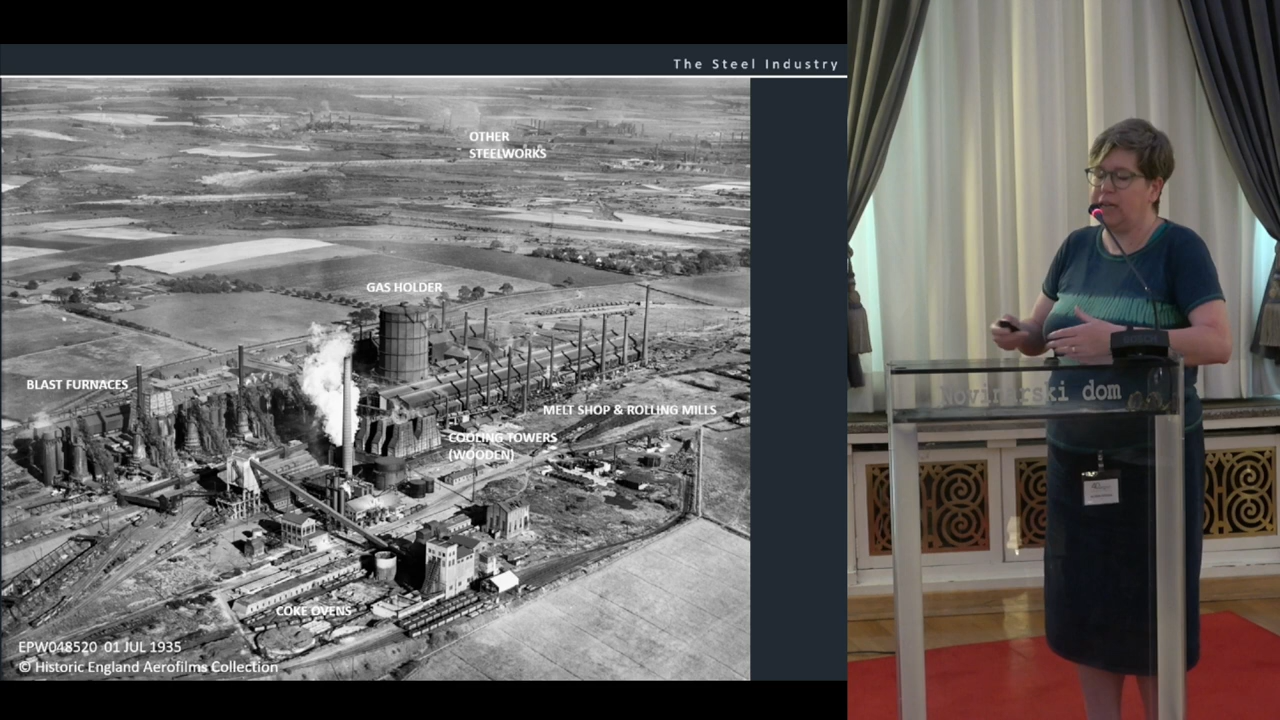 The Steel Industry
OTHER
STEELWORKS
GAS HOLDER
BLAST FURNACES
MELT SHOP & ROLLING MILLS
COOLING TOWERS
(WOODEN)
COKE OVENS
EPW048520 01 JUL 1935
© Historic England Aerofilms Collection
Novinarski dom